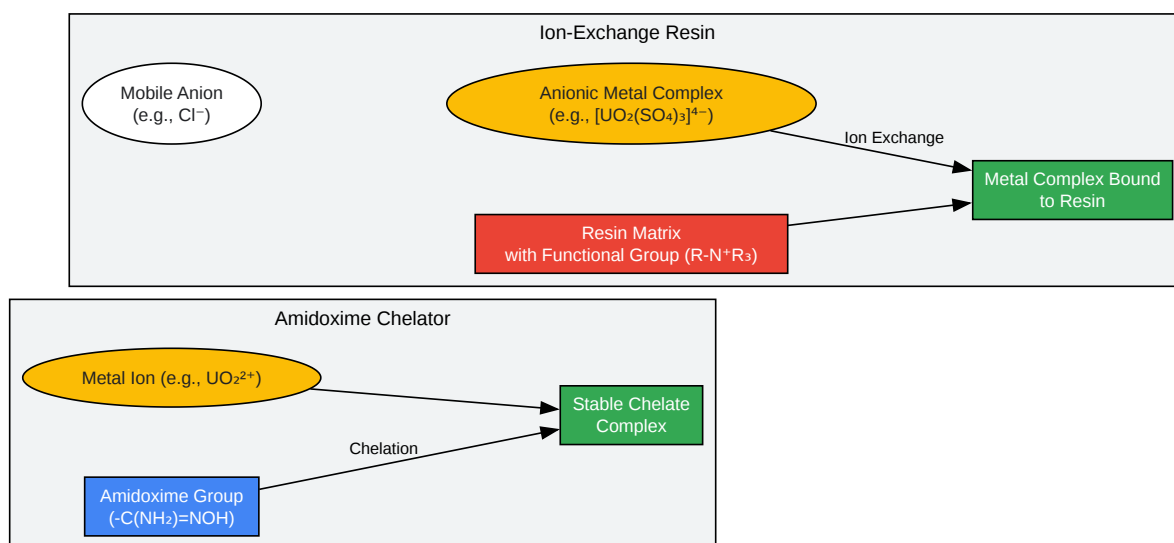 Ion-Exchange Resin
Mobile Anion
(e.g., Cl⁻)
Anionic Metal Complex
(e.g., [UO₂(SO₄)₃]⁴⁻)
Ion Exchange
Metal Complex Bound
to Resin
Resin Matrix
with Functional Group (R-N⁺R₃)
Amidoxime Chelator
Metal Ion (e.g., UO₂²⁺)
Stable Chelate
Complex
Chelation
Amidoxime Group
(-C(NH₂)=NOH)